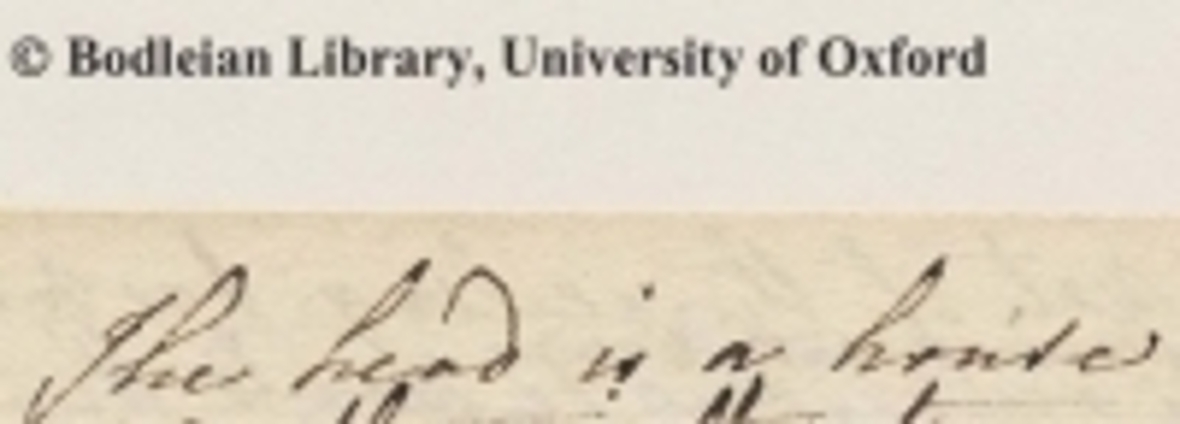 © Bodleian Library, University of Oxford
The head is a house